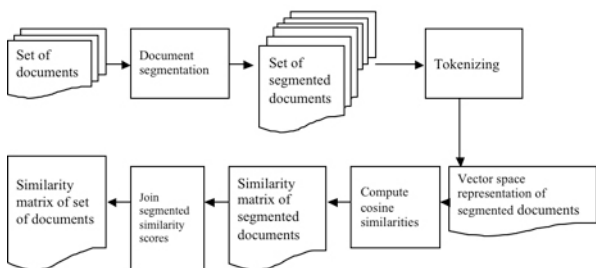 Set of
documents
Document
segmentation
Set of
segmented
documents
Tokenizing
Similarity
matrix of set
of documents
Join
segmented
similarity
scores
Similarity
matrix of
segmented
documents
Compute
cosine
similarities
Vector space
representation of
segmented documents